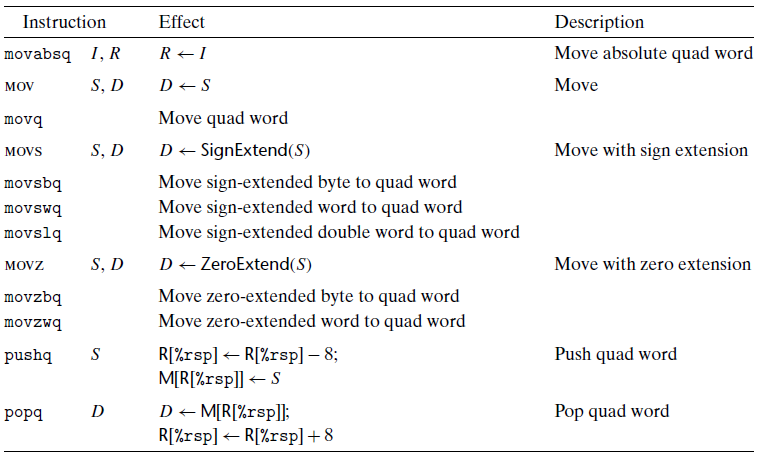 Instruction Effect Description
movabsq I, R R ← I Move absolute quad word
MOV S, D D ← S Move
movq Move quad word
MOVS S, D D ← SignExtend(S) Move with sign extension
movsbq Move sign-extended byte to quad word
movswq Move sign-extended word to quad word
movslq Move sign-extended double word to quad word
MOVZ S, D D ← ZeroExtend(S) Move with zero extension
movzbq Move zero-extended byte to quad word
movzwq Move zero-extended word to quad word
pushq S R[%rsp] ← R[%rsp] − 8; Push quad word
M[R[%rsp]] ← S
popq D D ← M[R[%rsp]]; Pop quad word
R[%rsp] ← R[%rsp] + 8